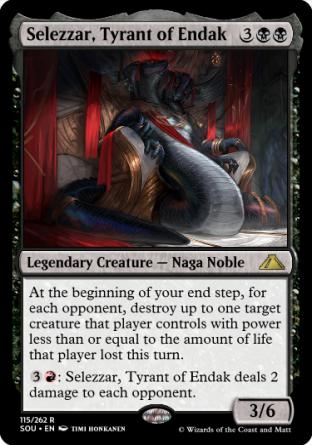 Selezzar, Tyrant of Endak 3
Legendary Creature — Naga Noble
At the beginning of your end step, for
each opponent, destroy up to one target
creature that player controls with power
less than or equal to the amount of life
that player lost this turn.
3 : Selezzar, Tyrant of Endak deals 2
damage to each opponent.
3/6
115/262 R
SOU • EN TIMI HONKANEN
© Wizards of the Coast and Matt